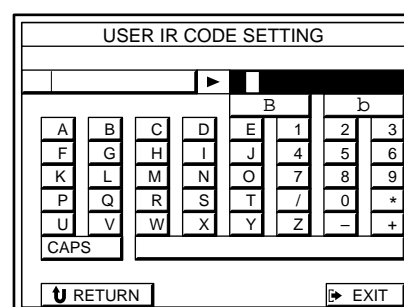 USER IR CODE SETTING
B b
A B C D E 1 2 3
F G H I J 4 5 6
K L M N O 7 8 9
P Q R S T / 0 *
U V W X Y Z – +
CAPS
RETURN EXIT